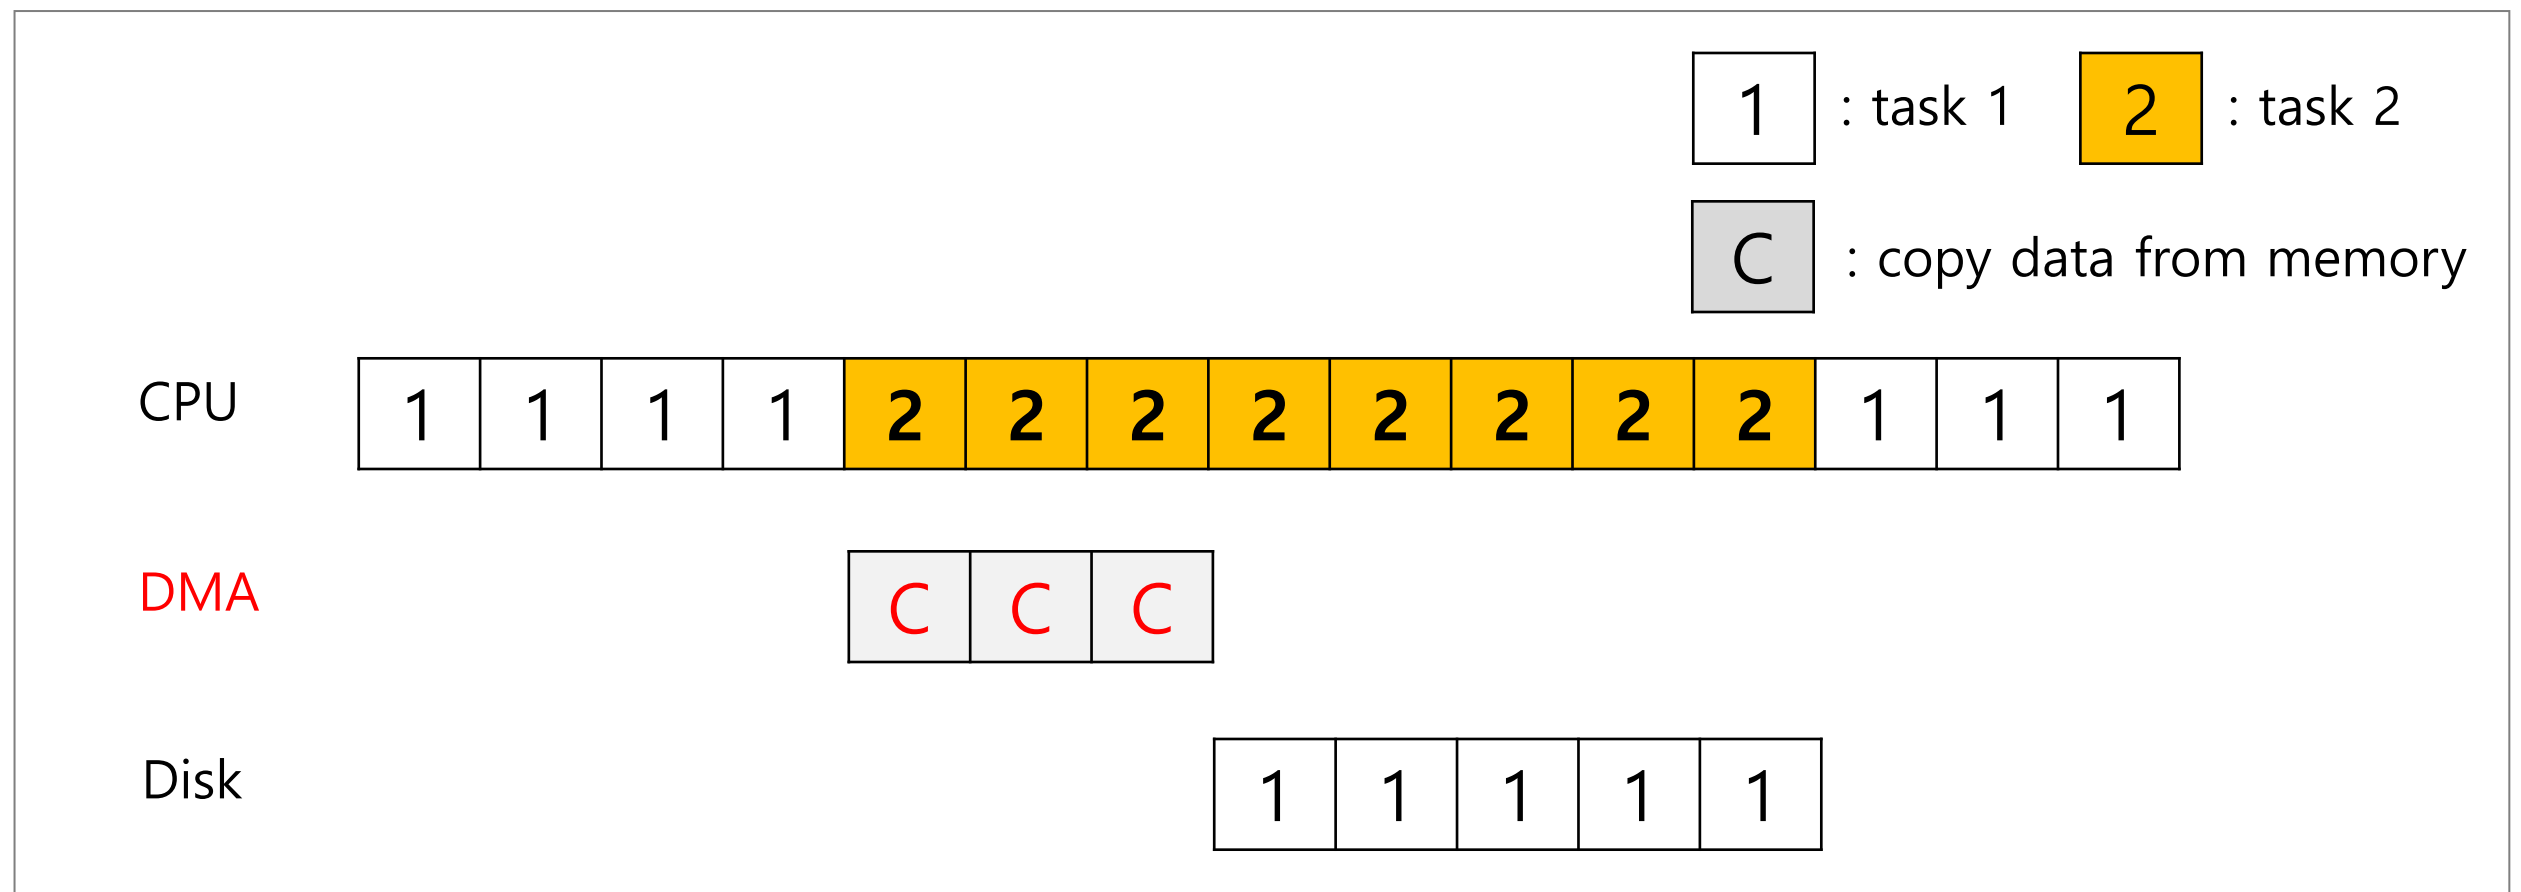 1 : task 1 2 : task 2
C : copy data from memory
CPU 1 1 1 1 2 2 2 2 2 2 2 2 1 1 1
DMA C C C
Disk 1 1 1 1 1